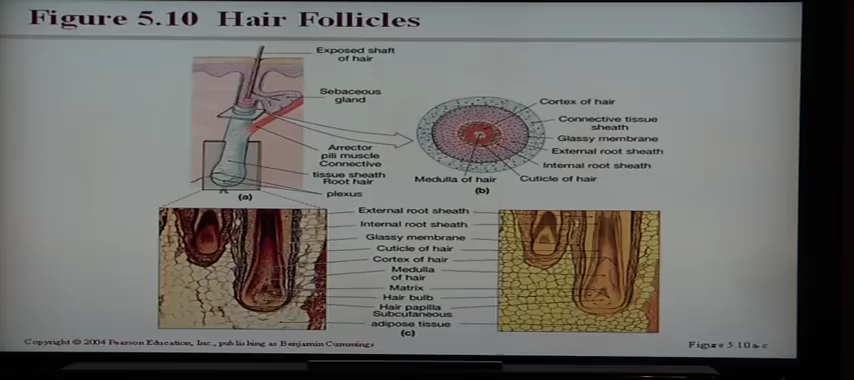 Figure 5.10 Hair Follicles
Exposed shaft
of hair
Sebaceous
gland
Arrector
pili muscle
Connective
tissue sheath
Root hair
plexus
(a)
Cortex of hair
Connective tissue
sheath
Glassy membrane
External root sheath
Internal root sheath
Cuticle of hair
Medulla of hair
(b)
External root sheath
Internal root sheath
Glassy membrane
Cuticle of hair
Cortex of hair
Medulla
of hair
Matrix
Hair bulb
Hair papilla
Subcutaneous
adipose tissue
(c)
Copyright © 2004 Pearson Education, Inc., publishing as Benjamin Cummings
Figure 5.10 a-c